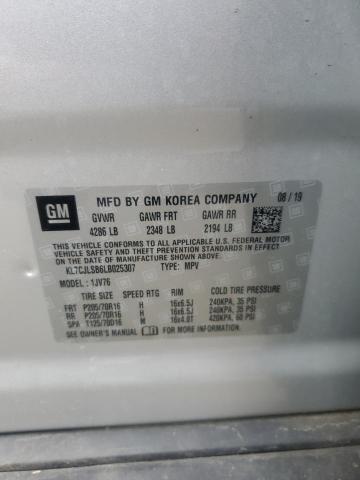 GM
MFD BY GM KOREA COMPANY 08 / 19
GVWR GAWR FRT GAWR RR
4286 LB 2348 LB 2194 LB
THIS VEHICLE CONFORMS TO ALL APPLICABLE U.S. FEDERAL MOTOR
VEHICLE SAFETY AND THEFT PREVENTION STANDARDS IN EFFECT
ON THE DATE OF MANUFACTURE SHOWN ABOVE.
KL7CJLSB6LB025307 TYPE: MPV
MODEL: 1JV76
TIRE SIZE SPEED RTG RIM COLD TIRE PRESSURE
FRT P205/70R16 H 16x6.5J 240KPA, 35 PSI
RR P205/70R16 H 16x6.5J 240KPA, 35 PSI
SPA T125/70D16 M 16x4.0T 420KPA, 60 PSI
SEE OWNER'S MANUAL FOR MORE INFORMATION.